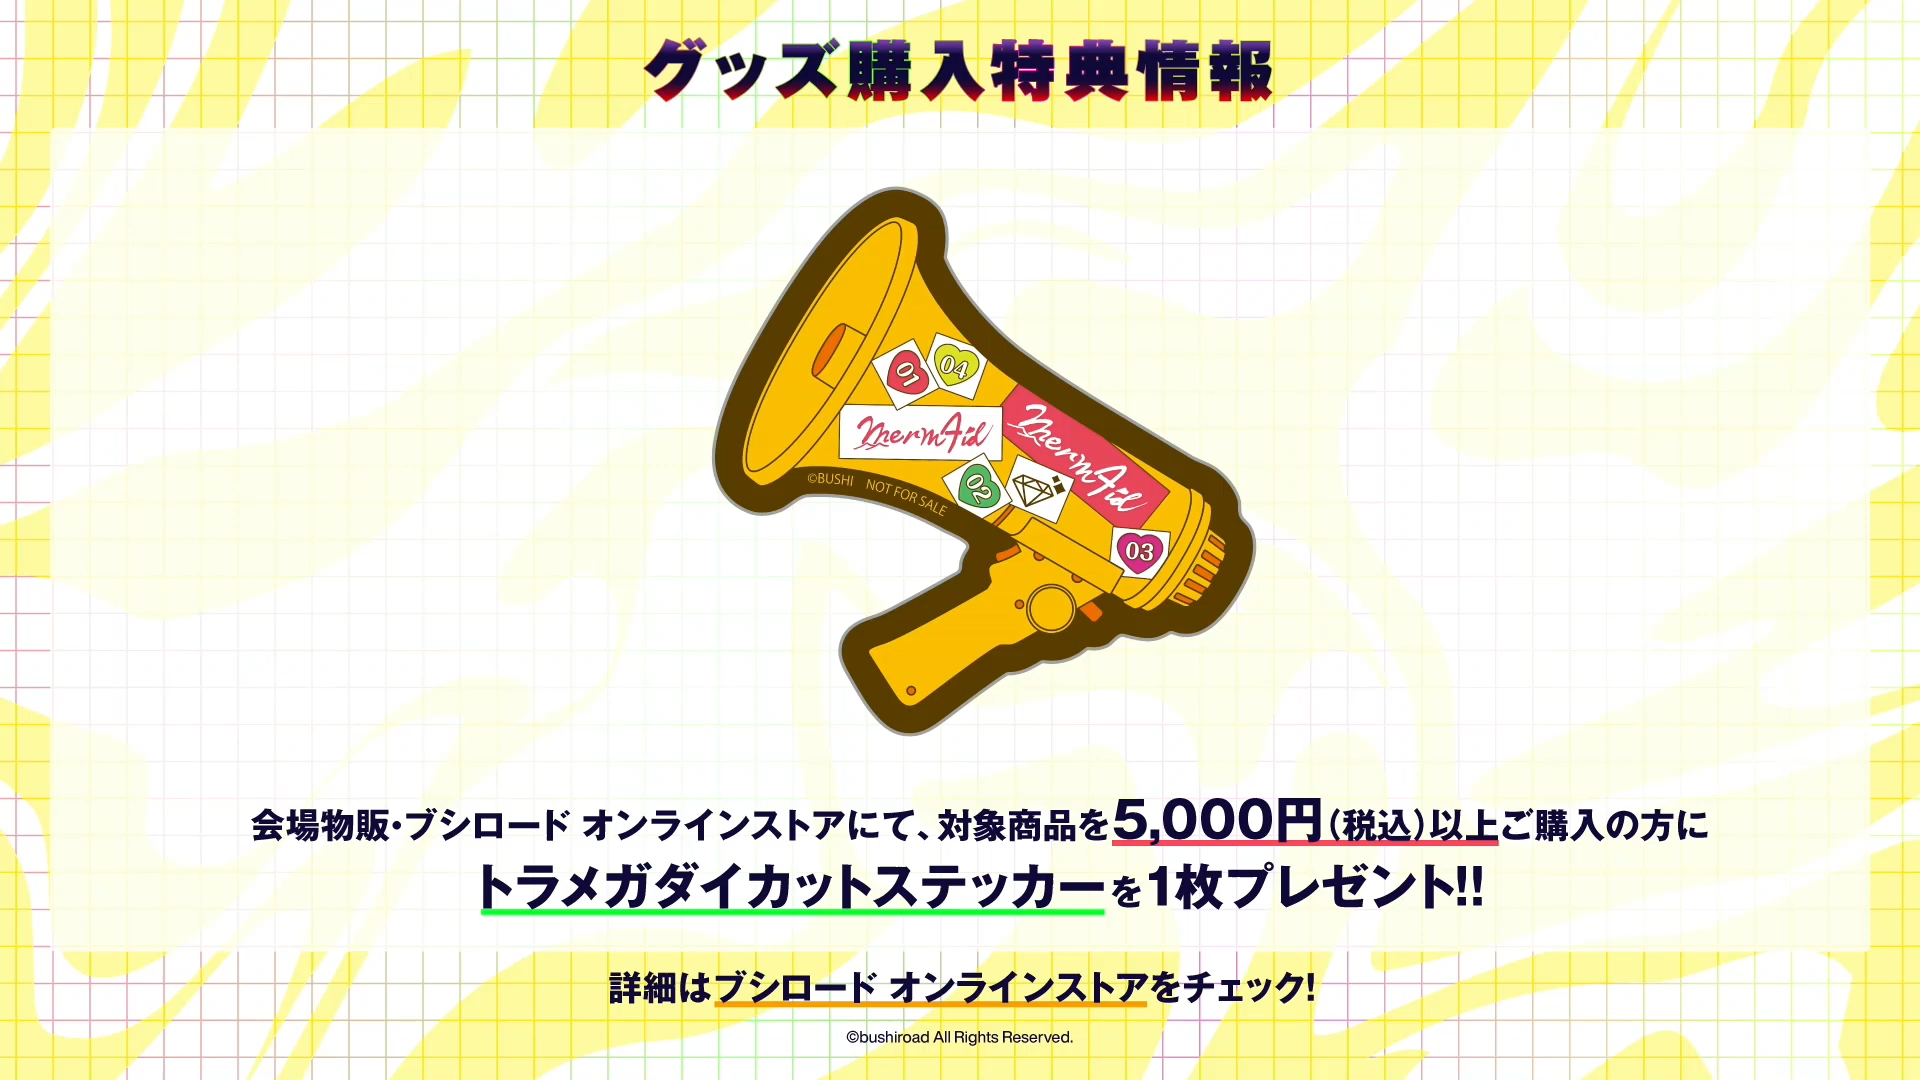 グッズ購入特典情報
01
04
mermAid
mermAid
©BUSHI NOT FOR SALE
02
03
会場物販・ブシロード オンラインストアにて、対象商品を5,000円（税込）以上ご購入の方に
トラメガダイカットステッカーを1枚プレゼント!!
詳細はブシロード オンラインストアをチェック!
©bushiroad All Rights Reserved.